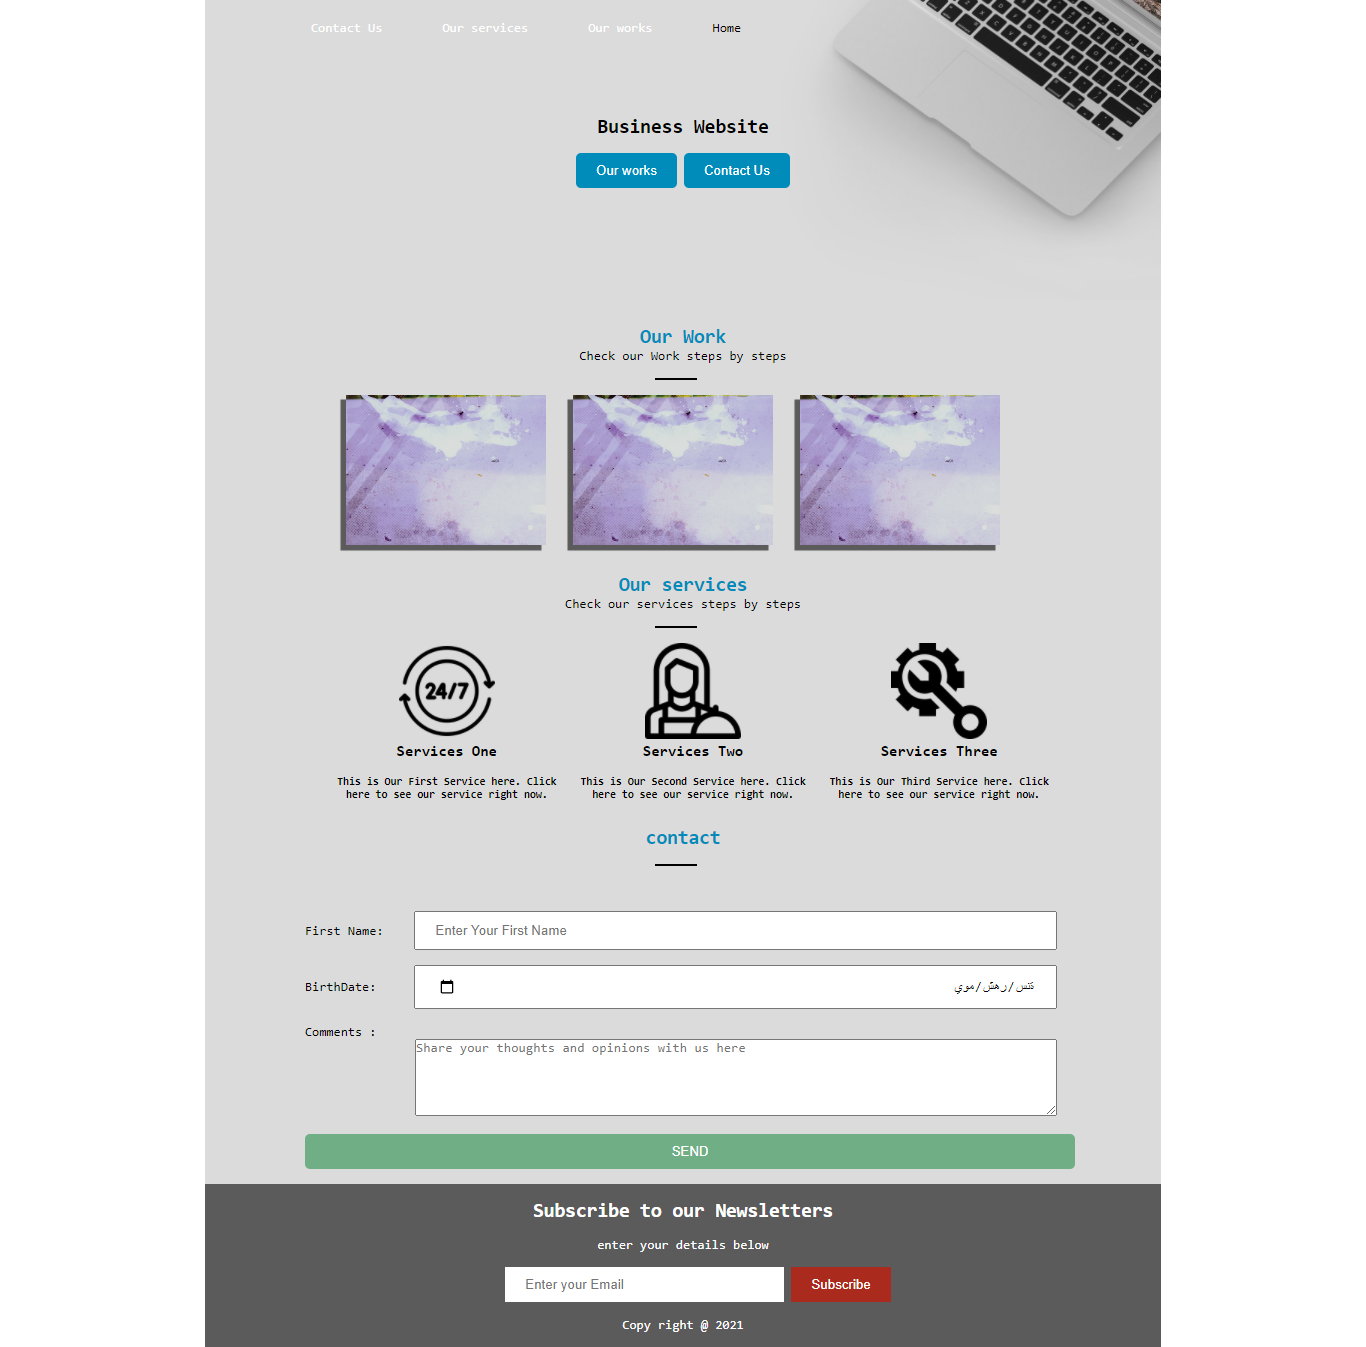 Contact Us Our services Our works Home
Business Website
Our works Contact Us
Our Work
Check our Work steps by steps
Our services
Check our services steps by steps
24/7
Services One Services Two Services Three
This is Our First Service here. Click
here to see our service right now.
This is Our Second Service here. Click
here to see our service right now.
This is Our Third Service here. Click
here to see our service right now.
contact
First Name: Enter Your First Name
BirthDate:
Comments :
Share your thoughts and opinions with us here
SEND
Subscribe to our Newsletters
enter your details below
Enter your Email Subscribe
Copy right @ 2021